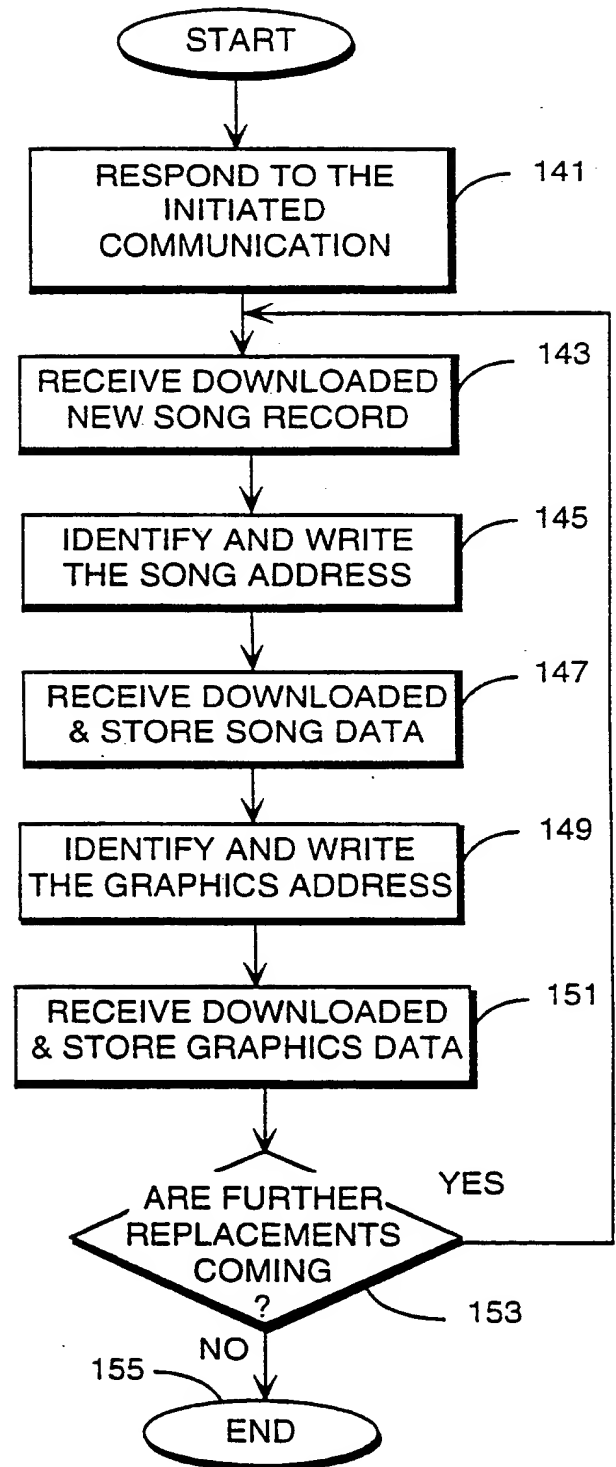 START
RESPOND TO THE
INITIATED
COMMUNICATION
141
RECEIVE DOWNLOADED
NEW SONG RECORD
143
IDENTIFY AND WRITE
THE SONG ADDRESS
145
RECEIVE DOWNLOADED
& STORE SONG DATA
147
IDENTIFY AND WRITE
THE GRAPHICS ADDRESS
149
RECEIVE DOWNLOADED
& STORE GRAPHICS DATA
151
ARE FURTHER
REPLACEMENTS
COMING
?
YES
153
NO
155
END